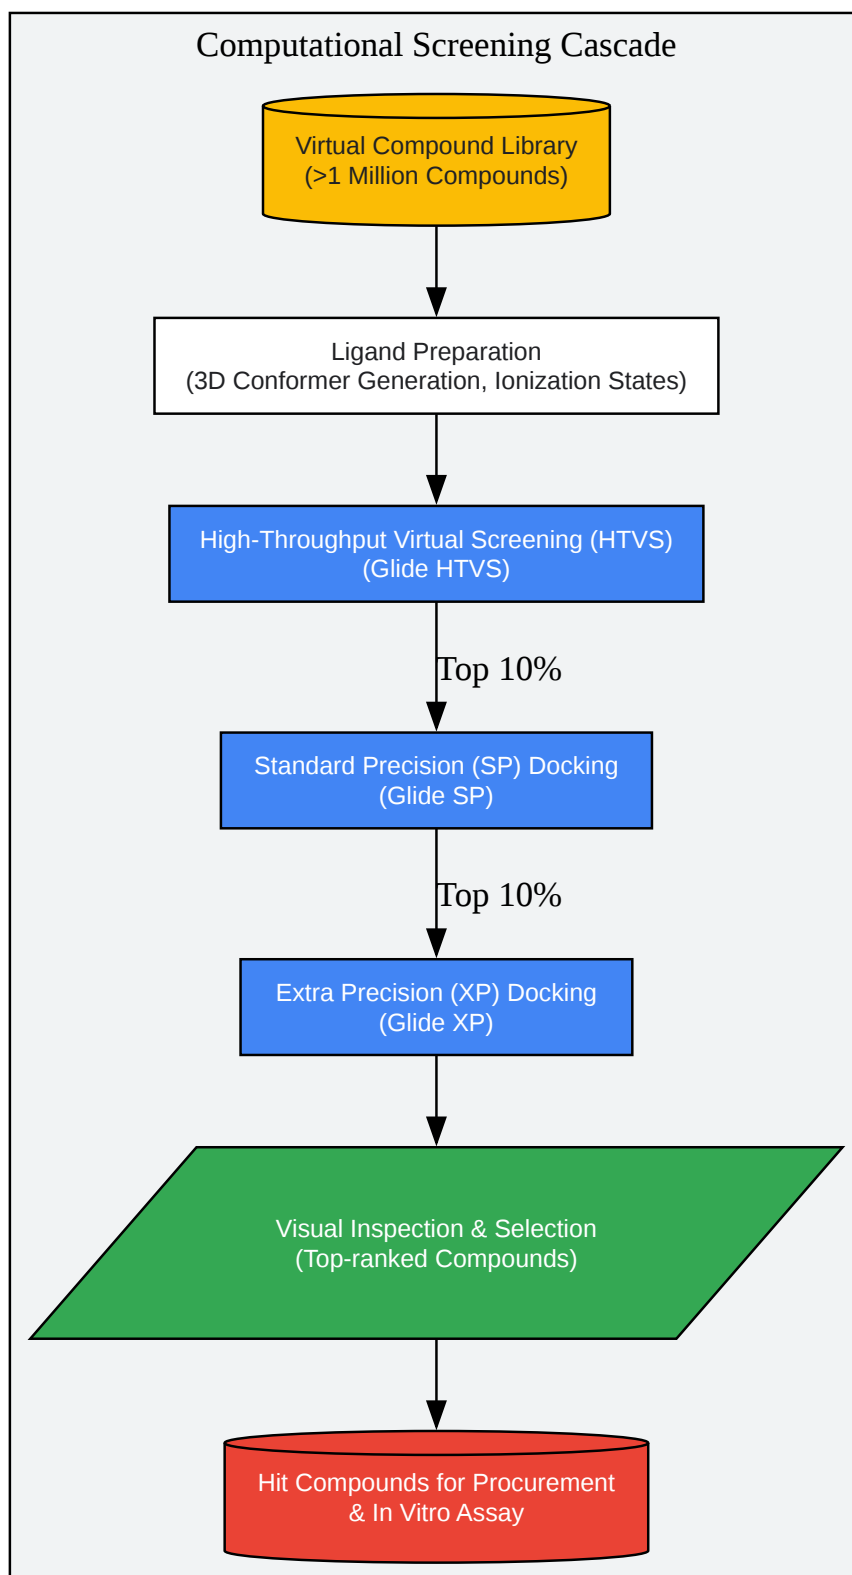 Computational Screening Cascade
Virtual Compound Library
(>1 Million Compounds)
Ligand Preparation
(3D Conformer Generation, Ionization States)
High-Throughput Virtual Screening (HTVS)
(Glide HTVS)
Top 10%
Standard Precision (SP) Docking
(Glide SP)
Top 10%
Extra Precision (XP) Docking
(Glide XP)
Visual Inspection & Selection
(Top-ranked Compounds)
Hit Compounds for Procurement
& In Vitro Assay